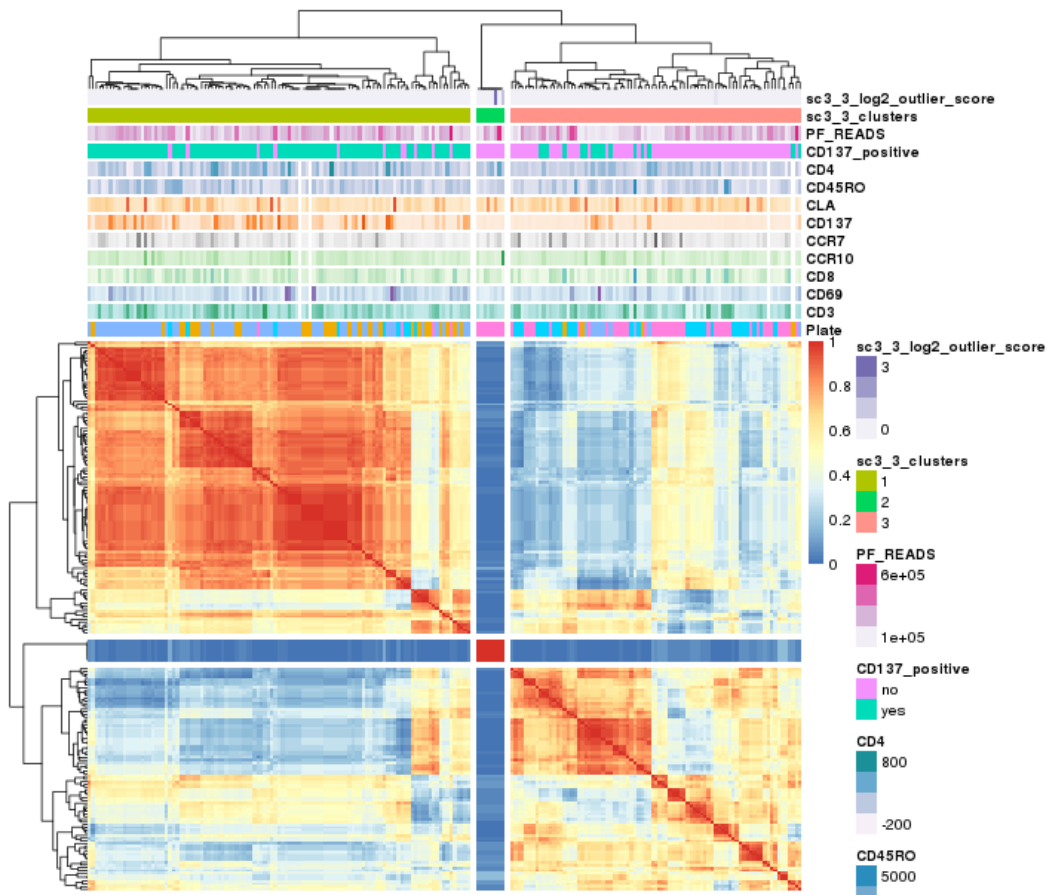 sc3_3_log2_outlier_score
sc3_3_clusters
PF_READS
CD137_positive
CD4
CD45RO
CLA
CD137
CCR7
CCR10
CD8
CD69
CD3
Plate
1
0.8
0.6
0.4
0.2
0
sc3_3_log2_outlier_score
3
0
sc3_3_clusters
1
2
3
PF_READS
6e+05
1e+05
CD137_positive
no
yes
CD4
800
-200
CD45RO
5000